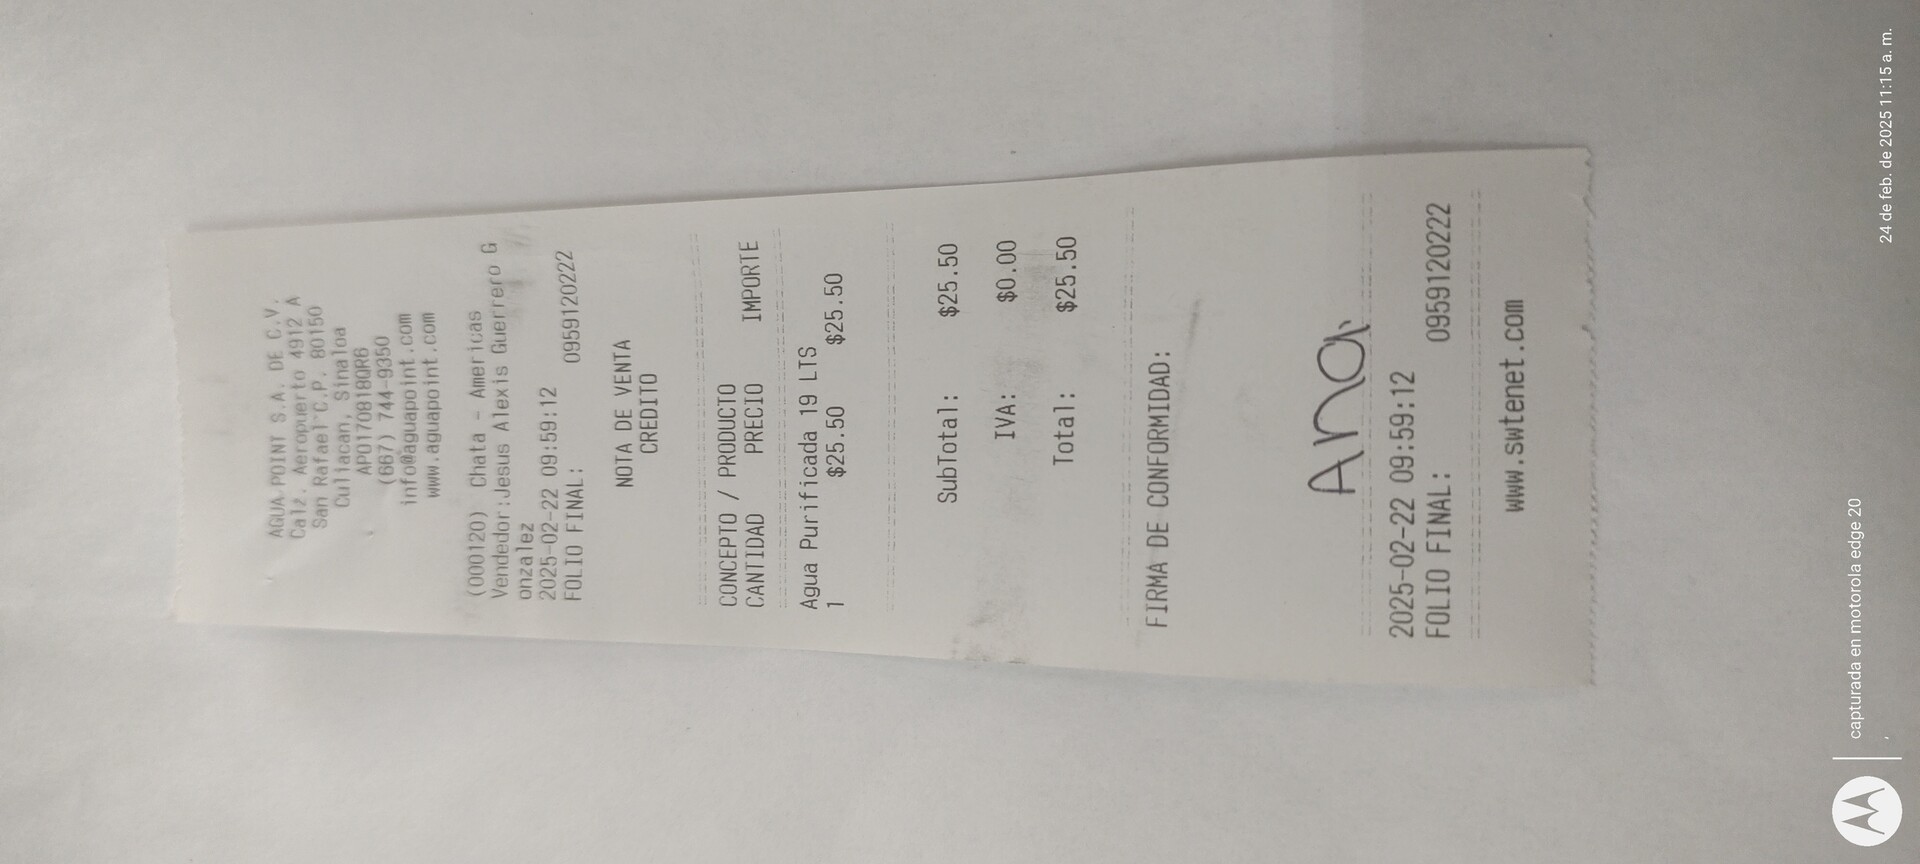 AGUA POINT S.A. DE C.V.
Calz. Aeropuerto 4912 A
San Rafael C.P. 80150
Culiacan, Sinaloa
APO170818QR6
(667) 744-9350
info@aguapoint.com
www.aguapoint.com
(000120) Chata - Americas
Vendedor:Jesus Alexis Guerrero G
onzalez
2025-02-22 09:59:12
FOLIO FINAL: 0959120222
NOTA DE VENTA
CREDITO
CONCEPTO / PRODUCTO
CANTIDAD PRECIO IMPORTE
Agua Purificada 19 LTS
1 $25.50 $25.50
SubTotal: $25.50
IVA: $0.00
Total: $25.50
FIRMA DE CONFORMIDAD:
Ana
2025-02-22 09:59:12
FOLIO FINAL: 0959120222
www.swtenet.com
capturada en motorola edge 20
24 de feb. de 2025 11:15 a. m.